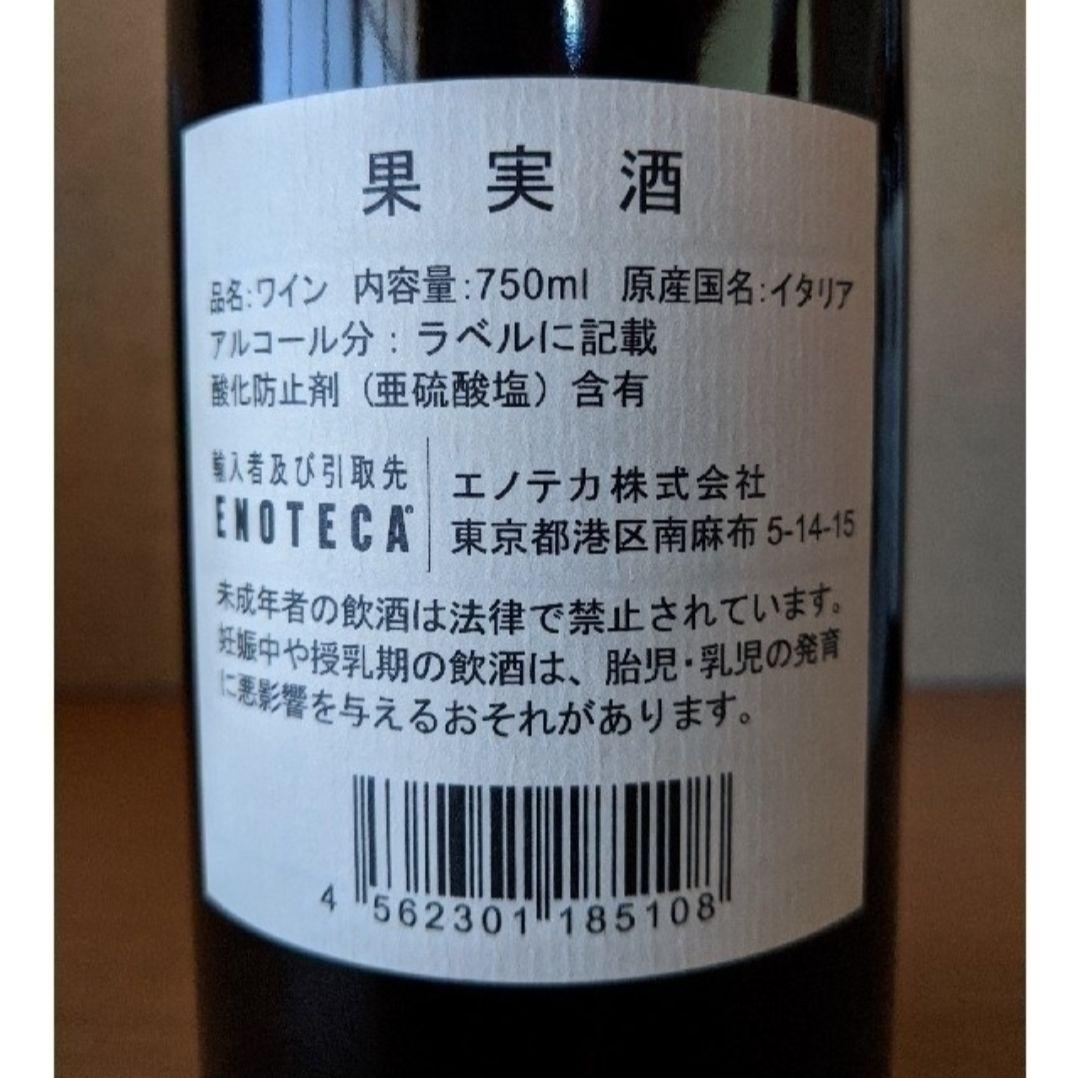 果実酒
品名:ワイン 内容量:750ml 原産国名:イタリア
アルコール分:ラベルに記載
酸化防止剤(亜硫酸塩)含有
輸入者及び引取先
ENOTECA®
エノテカ株式会社
東京都港区南麻布5-14-15
未成年者の飲酒は法律で禁止されています。
妊娠中や授乳期の飲酒は、胎児・乳児の発育
に悪影響を与えるおそれがあります。
4 562301 185108